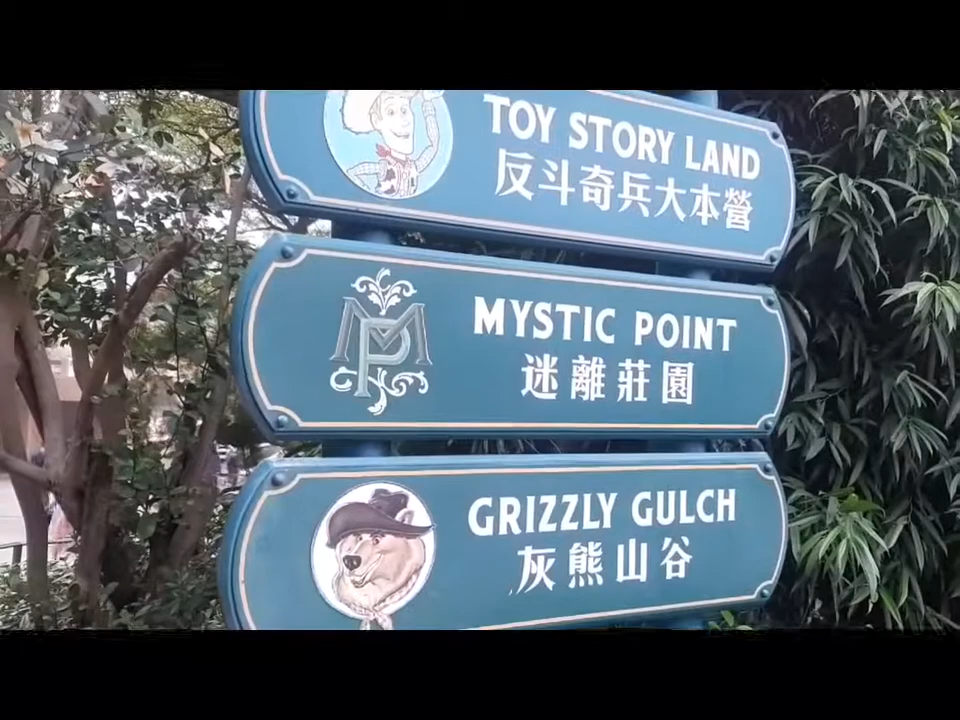 TOY STORY LAND
反斗奇兵大本營
MP
MYSTIC POINT
迷離莊園
GRIZZLY GULCH
灰熊山谷